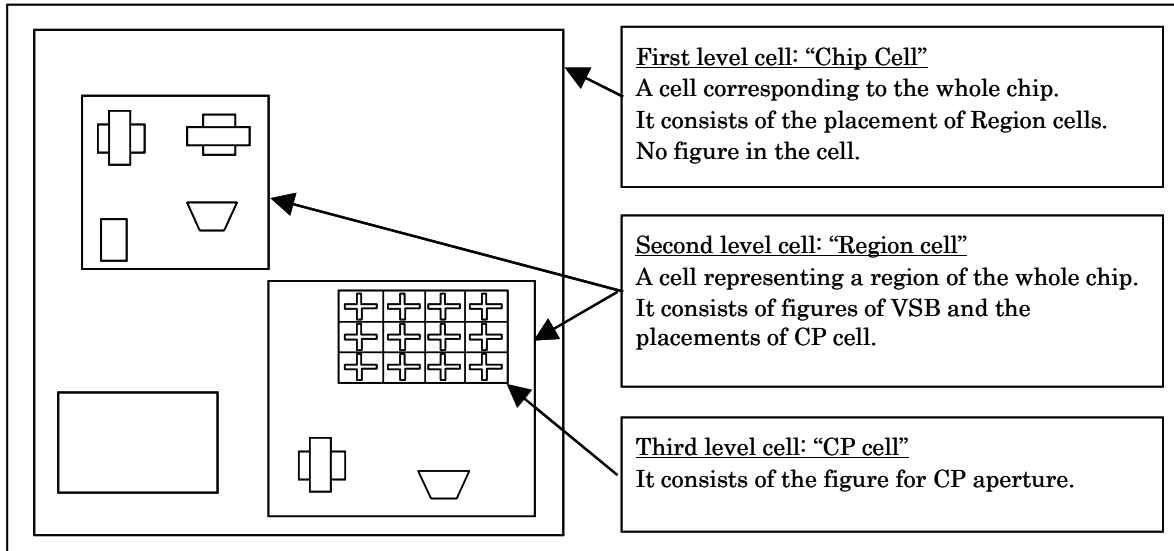 First level cell: “Chip Cell”
A cell corresponding to the whole chip.
It consists of the placement of Region cells.
No figure in the cell.
Second level cell: “Region cell”
A cell representing a region of the whole chip.
It consists of figures of VSB and the
placements of CP cell.
Third level cell: “CP cell”
It consists of the figure for CP aperture.